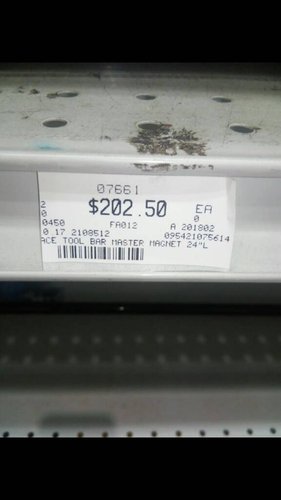 07661
2 $202.50 EA
0 0
0450 FA012 A 201802
0 17 2108512 095421075614
ACE TOOL BAR MASTER MAGNET 24"L